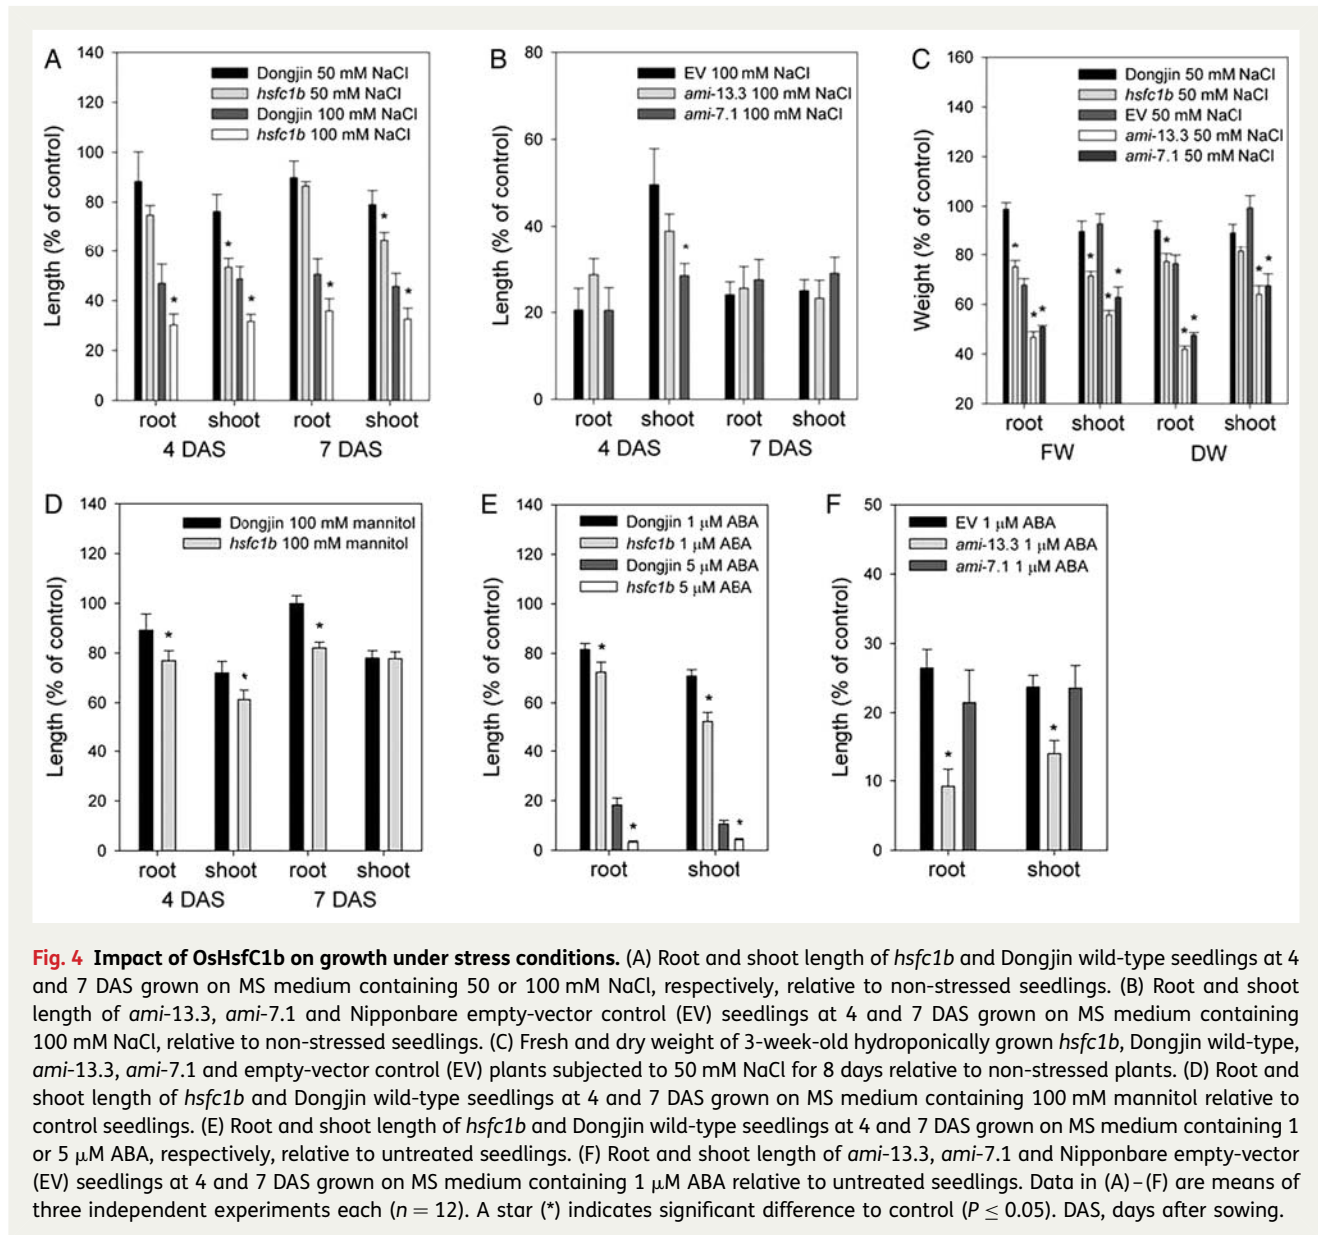 A
140
120
100
80
60
40
20
0
Length (% of control)
Dongjin 50 mM NaCl
hsfc1b 50 mM NaCl
Dongjin 100 mM NaCl
hsfc1b 100 mM NaCl
* * * * * *
root shoot root shoot
4 DAS 7 DAS
B
80
60
40
20
0
Length (% of control)
EV 100 mM NaCl
ami-13.3 100 mM NaCl
ami-7.1 100 mM NaCl
*
root shoot root shoot
4 DAS 7 DAS
C
160
140
120
100
80
60
40
20
Weight (% of control)
Dongjin 50 mM NaCl
hsfc1b 50 mM NaCl
EV 50 mM NaCl
ami-13.3 50 mM NaCl
ami-7.1 50 mM NaCl
* * * * * * * * * * *
root shoot root shoot
FW DW
D
140
120
100
80
60
40
20
0
Length (% of control)
Dongjin 100 mM mannitol
hsfc1b 100 mM mannitol
* * *
root shoot root shoot
4 DAS 7 DAS
E
140
120
100
80
60
40
20
0
Length (% of control)
Dongjin 1 μM ABA
hsfc1b 1 μM ABA
Dongjin 5 μM ABA
hsfc1b 5 μM ABA
* * * *
root shoot
F
50
40
30
20
10
0
Length (% of control)
EV 1 μM ABA
ami-13.3 1 μM ABA
ami-7.1 1 μM ABA
* *
root shoot
Fig. 4 Impact of OsHsfC1b on growth under stress conditions. (A) Root and shoot length of hsfc1b and Dongjin wild-type seedlings at 4
and 7 DAS grown on MS medium containing 50 or 100 mM NaCl, respectively, relative to non-stressed seedlings. (B) Root and shoot
length of ami-13.3, ami-7.1 and Nipponbare empty-vector control (EV) seedlings at 4 and 7 DAS grown on MS medium containing
100 mM NaCl, relative to non-stressed seedlings. (C) Fresh and dry weight of 3-week-old hydroponically grown hsfc1b, Dongjin wild-type,
ami-13.3, ami-7.1 and empty-vector control (EV) plants subjected to 50 mM NaCl for 8 days relative to non-stressed plants. (D) Root and
shoot length of hsfc1b and Dongjin wild-type seedlings at 4 and 7 DAS grown on MS medium containing 100 mM mannitol relative to
control seedlings. (E) Root and shoot length of hsfc1b and Dongjin wild-type seedlings at 4 and 7 DAS grown on MS medium containing 1
or 5 μM ABA, respectively, relative to untreated seedlings. (F) Root and shoot length of ami-13.3, ami-7.1 and Nipponbare empty-vector
(EV) seedlings at 4 and 7 DAS grown on MS medium containing 1 μM ABA relative to untreated seedlings. Data in (A)–(F) are means of
three independent experiments each (n = 12). A star (*) indicates significant difference to control (P ≤ 0.05). DAS, days after sowing.